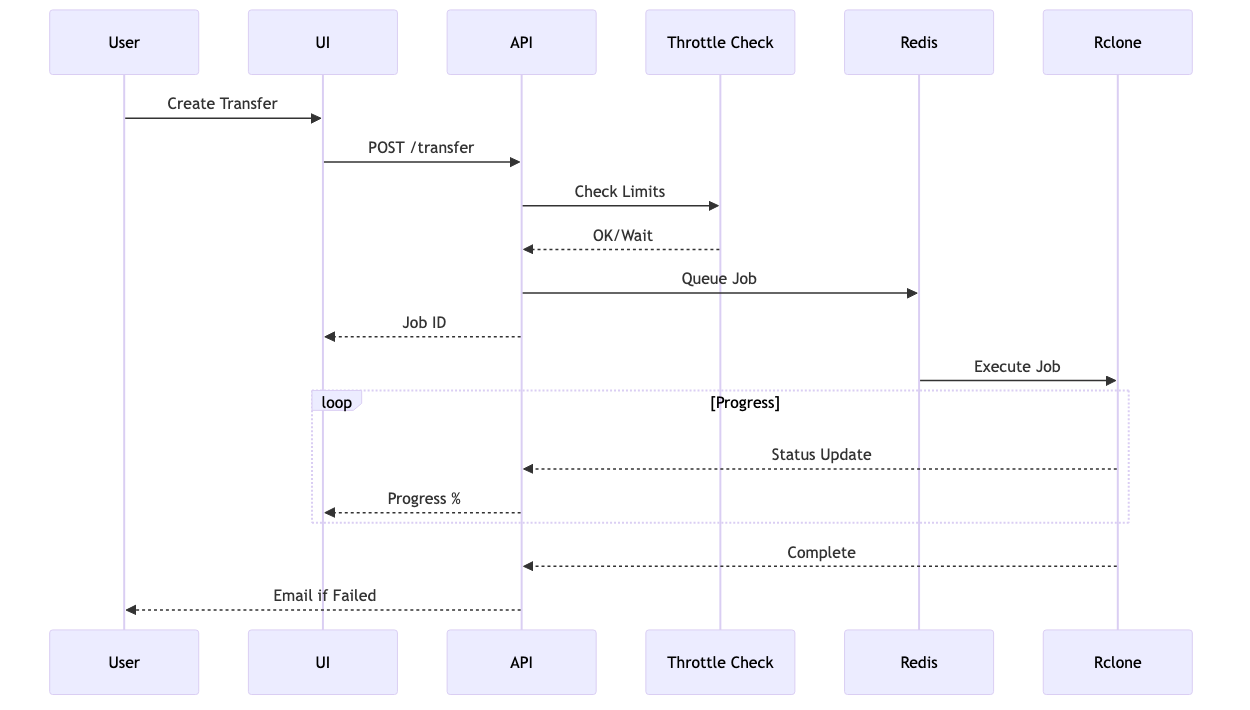 User UI API Throttle Check Redis Rclone
Create Transfer
POST /transfer
Check Limits
OK/Wait
Queue Job
Job ID
Execute Job
loop [Progress]
Status Update
Progress %
Complete
Email if Failed
User UI API Throttle Check Redis Rclone